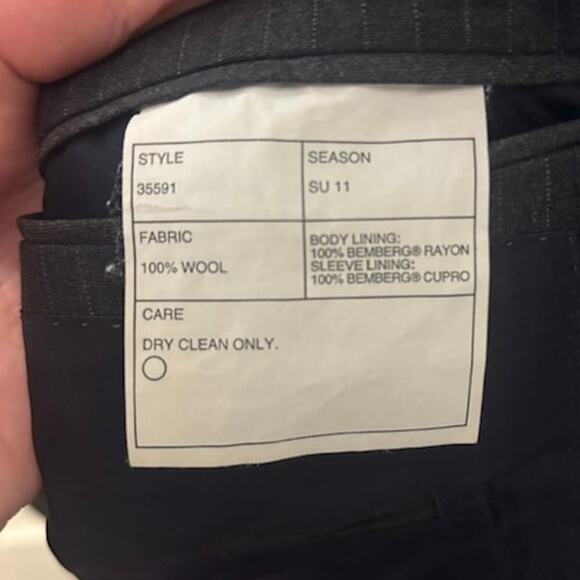 STYLE
35591
SEASON
SU 11
FABRIC
100% WOOL
BODY LINING:
100% BEMBERG® RAYON
SLEEVE LINING:
100% BEMBERG® CUPRO
CARE
DRY CLEAN ONLY.